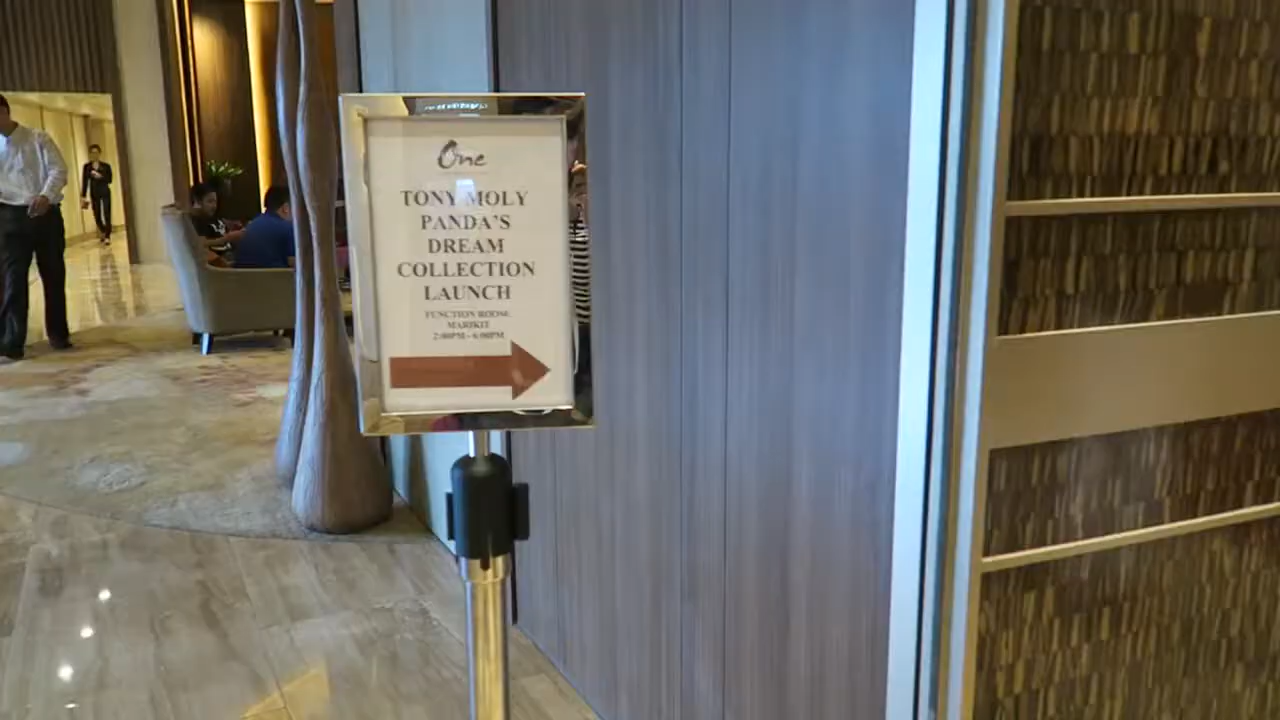 One
TONY MOLY
PANDA'S
DREAM
COLLECTION
LAUNCH
FUNCTION ROOM:
MARIKIT
2:00PM - 6:00PM